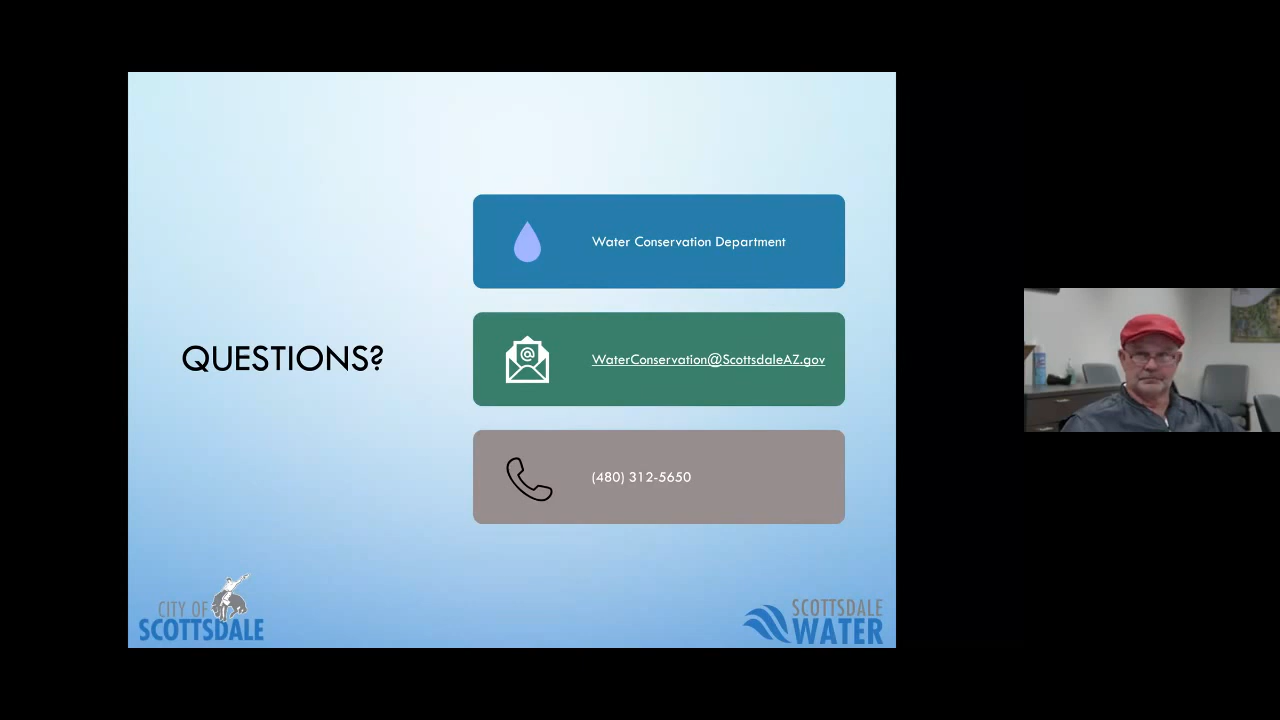 QUESTIONS?
Water Conservation Department
@
WaterConservation@ScottsdaleAZ.gov
(480) 312-5650
CITY OF
SCOTTSDALE
SCOTTSDALE
WATER